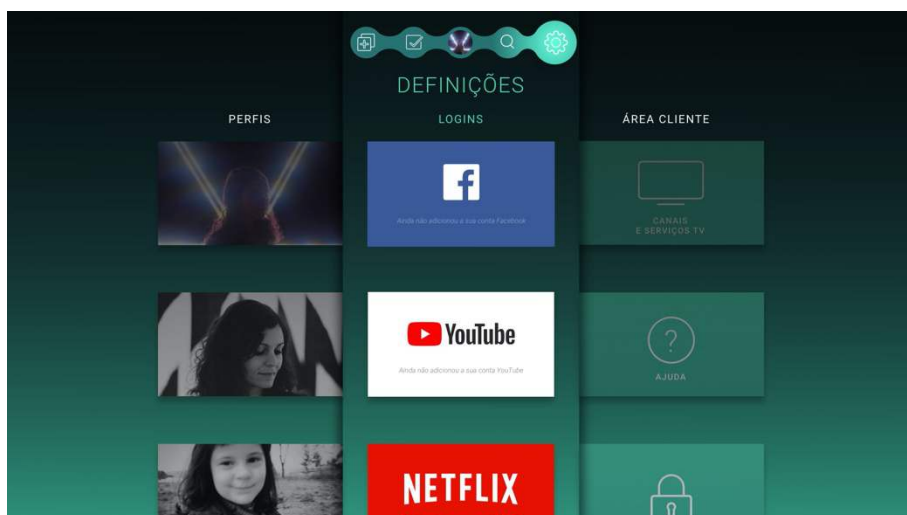 DEFINIÇÕES
PERFIS
LOGINS
ÁREA CLIENTE
Ainda não adicionou a sua conta Facebook
CANAIS
E SERVIÇOS TV
YouTube
Ainda não adicionou a sua conta YouTube
AJUDA
NETFLIX